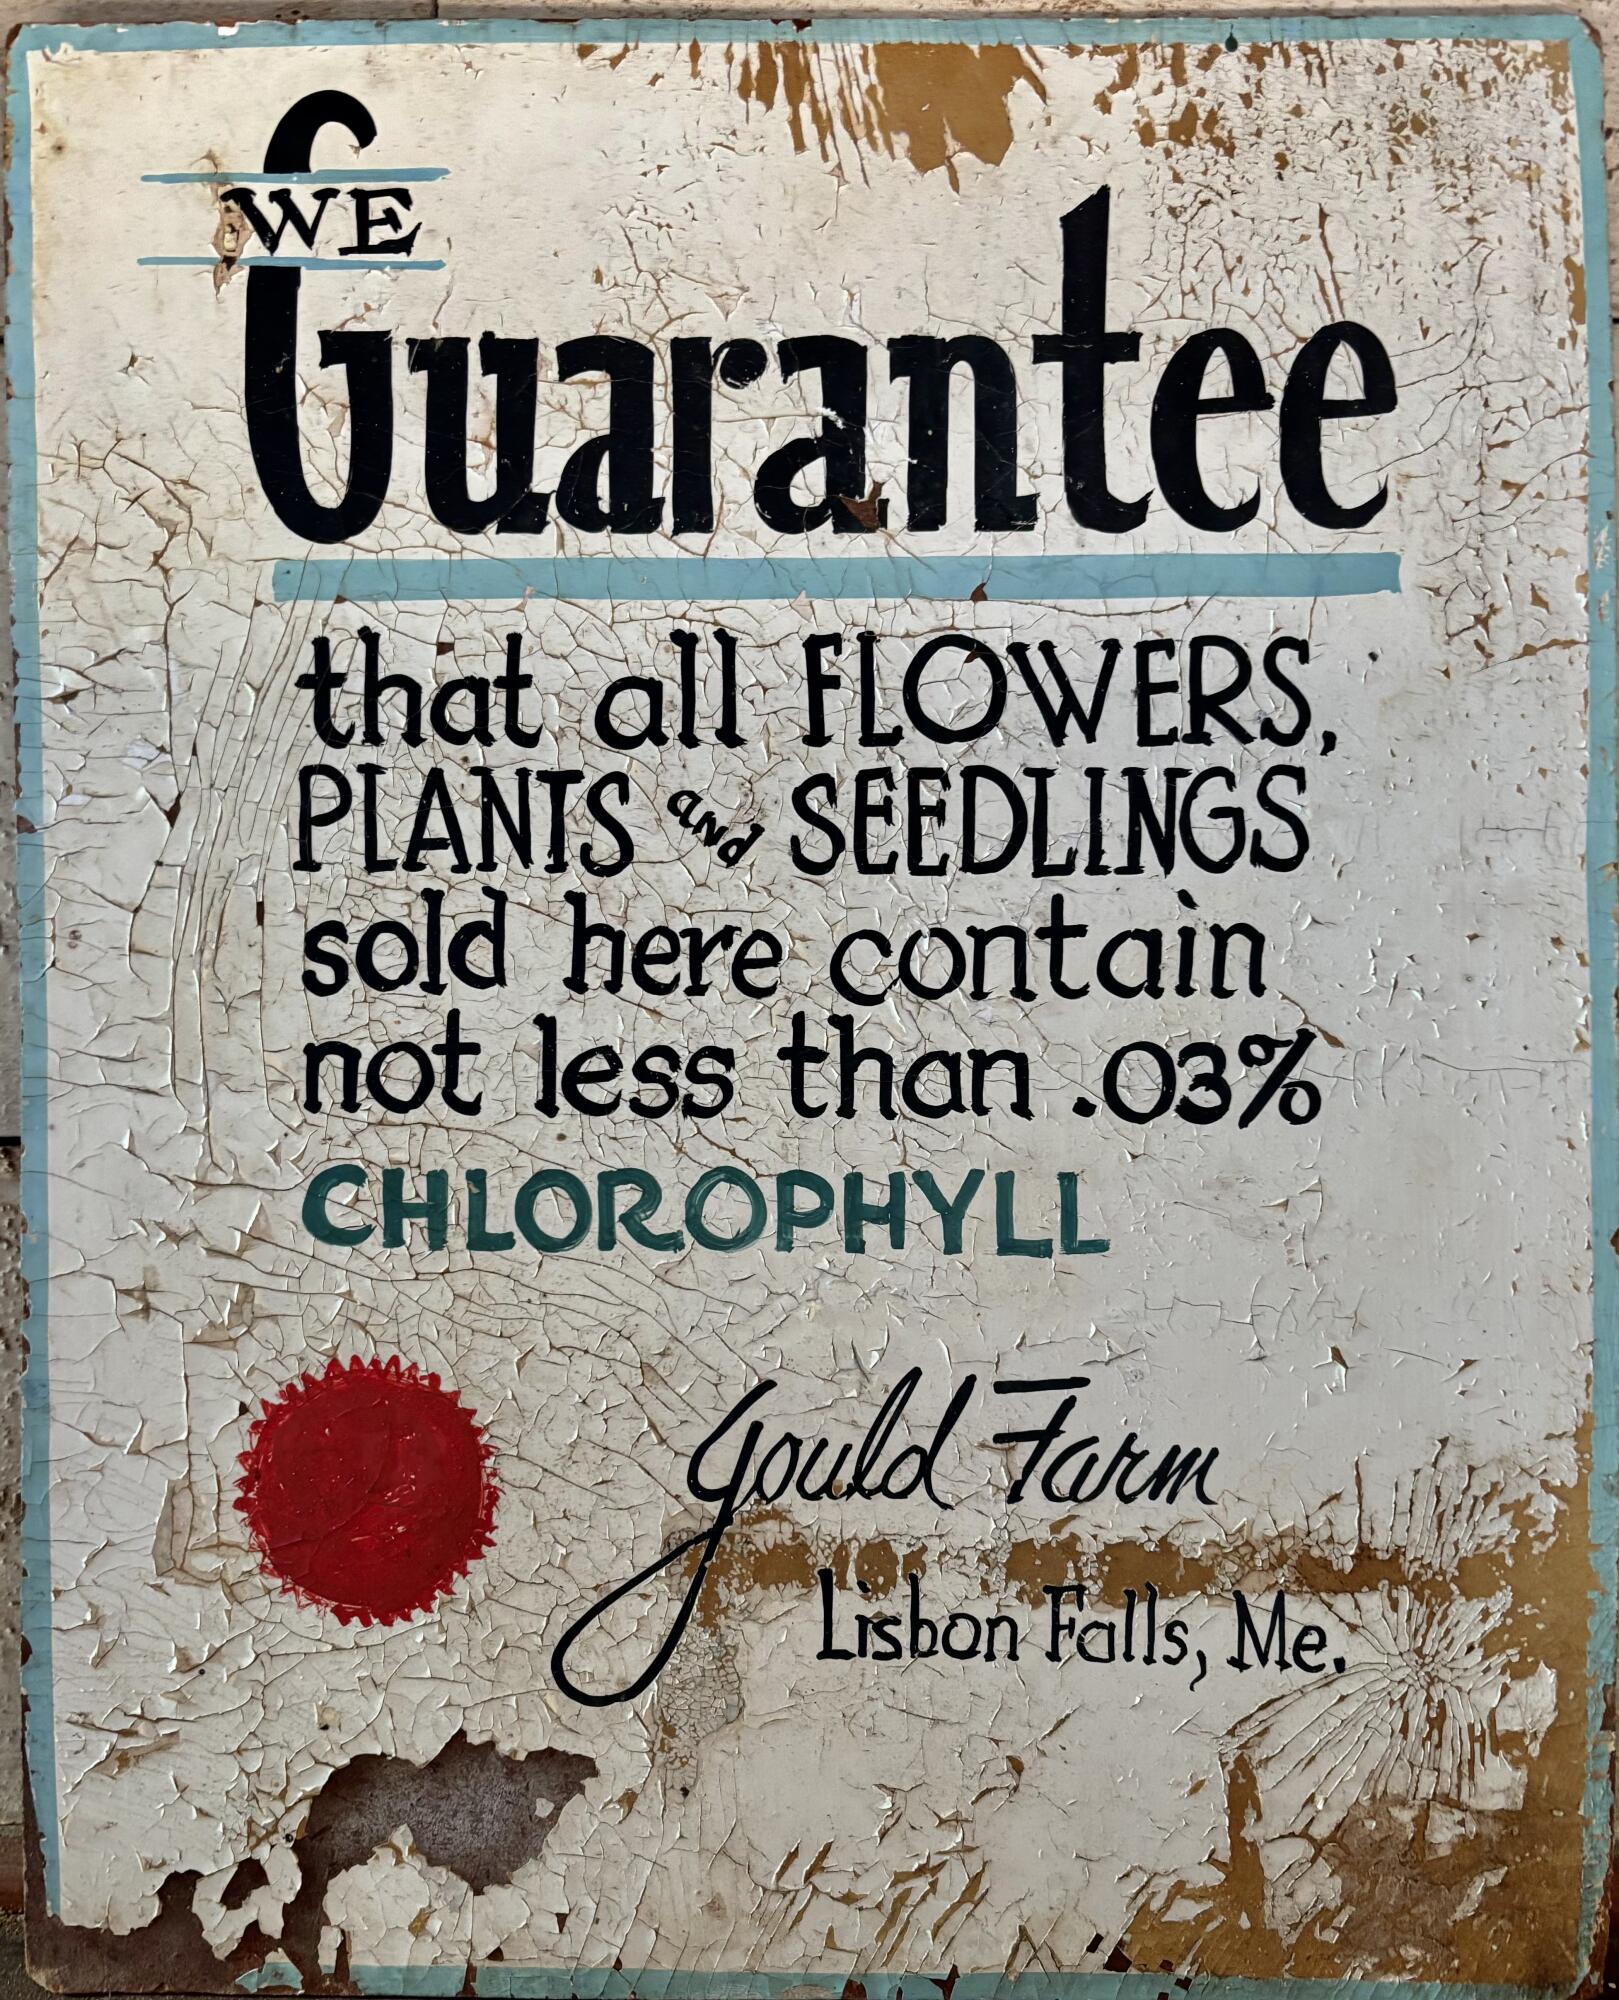 WE
Guarantee
that all FLOWERS,
PLANTS and SEEDLINGS
sold here contain
not less than .03%
CHLOROPHYLL
Gould Farm
Lisbon Falls, Me.